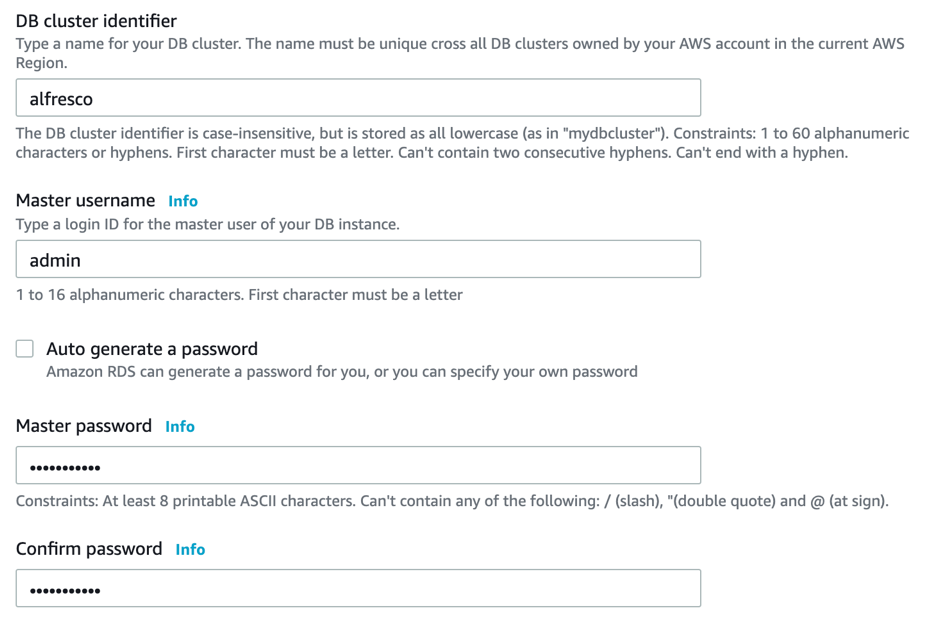 DB cluster identifier
Type a name for your DB cluster. The name must be unique cross all DB clusters owned by your AWS account in the current AWS
Region.
alfresco
The DB cluster identifier is case-insensitive, but is stored as all lowercase (as in "mydbcluster"). Constraints: 1 to 60 alphanumeric
characters or hyphens. First character must be a letter. Can't contain two consecutive hyphens. Can't end with a hyphen.
Master username Info
Type a login ID for the master user of your DB instance.
admin
1 to 16 alphanumeric characters. First character must be a letter
Auto generate a password
Amazon RDS can generate a password for you, or you can specify your own password
Master password Info
•••••••••••
Constraints: At least 8 printable ASCII characters. Can't contain any of the following: / (slash), "(double quote) and @ (at sign).
Confirm password Info
•••••••••••